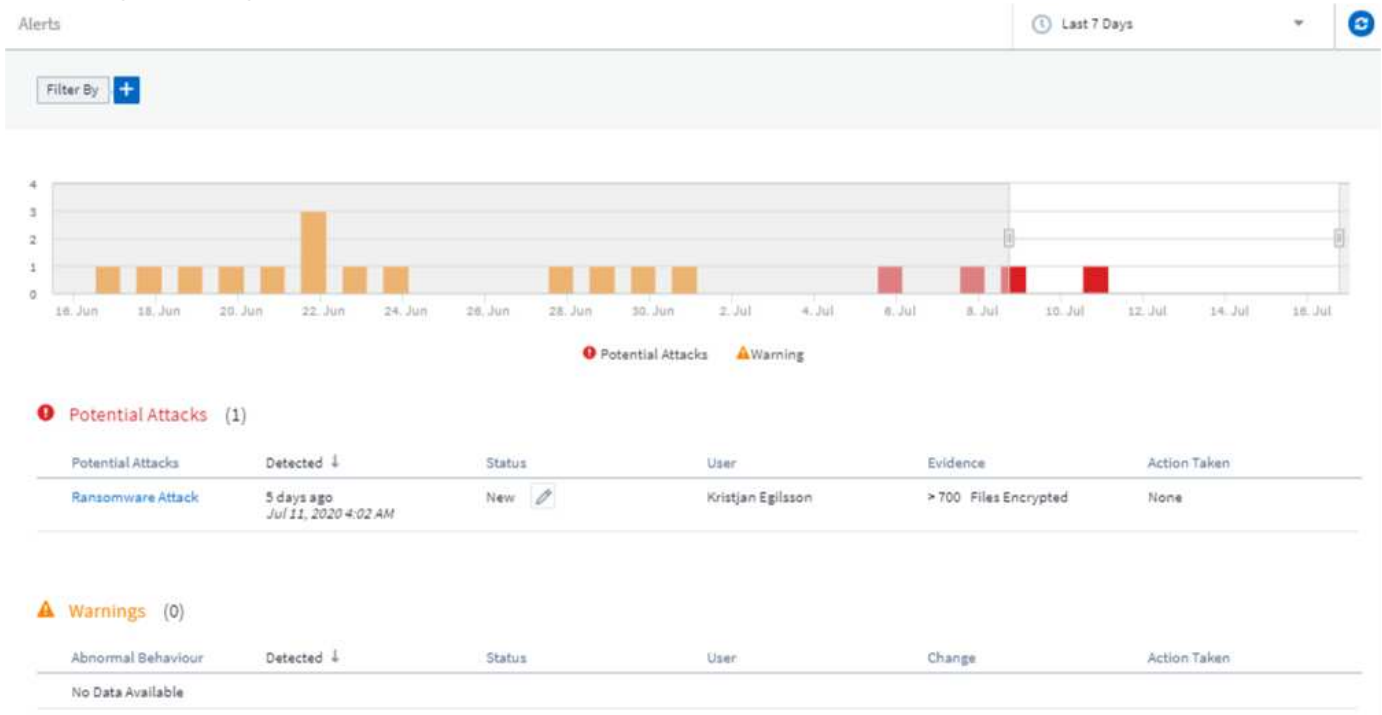 Alerts
Last 7 Days
Filter By +
4
3
2
1
0
16. Jun 18. Jun 20. Jun 22. Jun 24. Jun 26. Jun 28. Jun 30. Jun 2. Jul 4. Jul 6. Jul 8. Jul 10. Jul 12. Jul 14. Jul 16. Jul
Potential Attacks Warning
Potential Attacks (1)
Potential Attacks Detected ↓ Status User Evidence Action Taken
Ransomware Attack 5 days ago New Kristjan Egilsson > 700 Files Encrypted None
Jul 11, 2020 4:02 AM
Warnings (0)
Abnormal Behaviour Detected ↓ Status User Change Action Taken
No Data Available